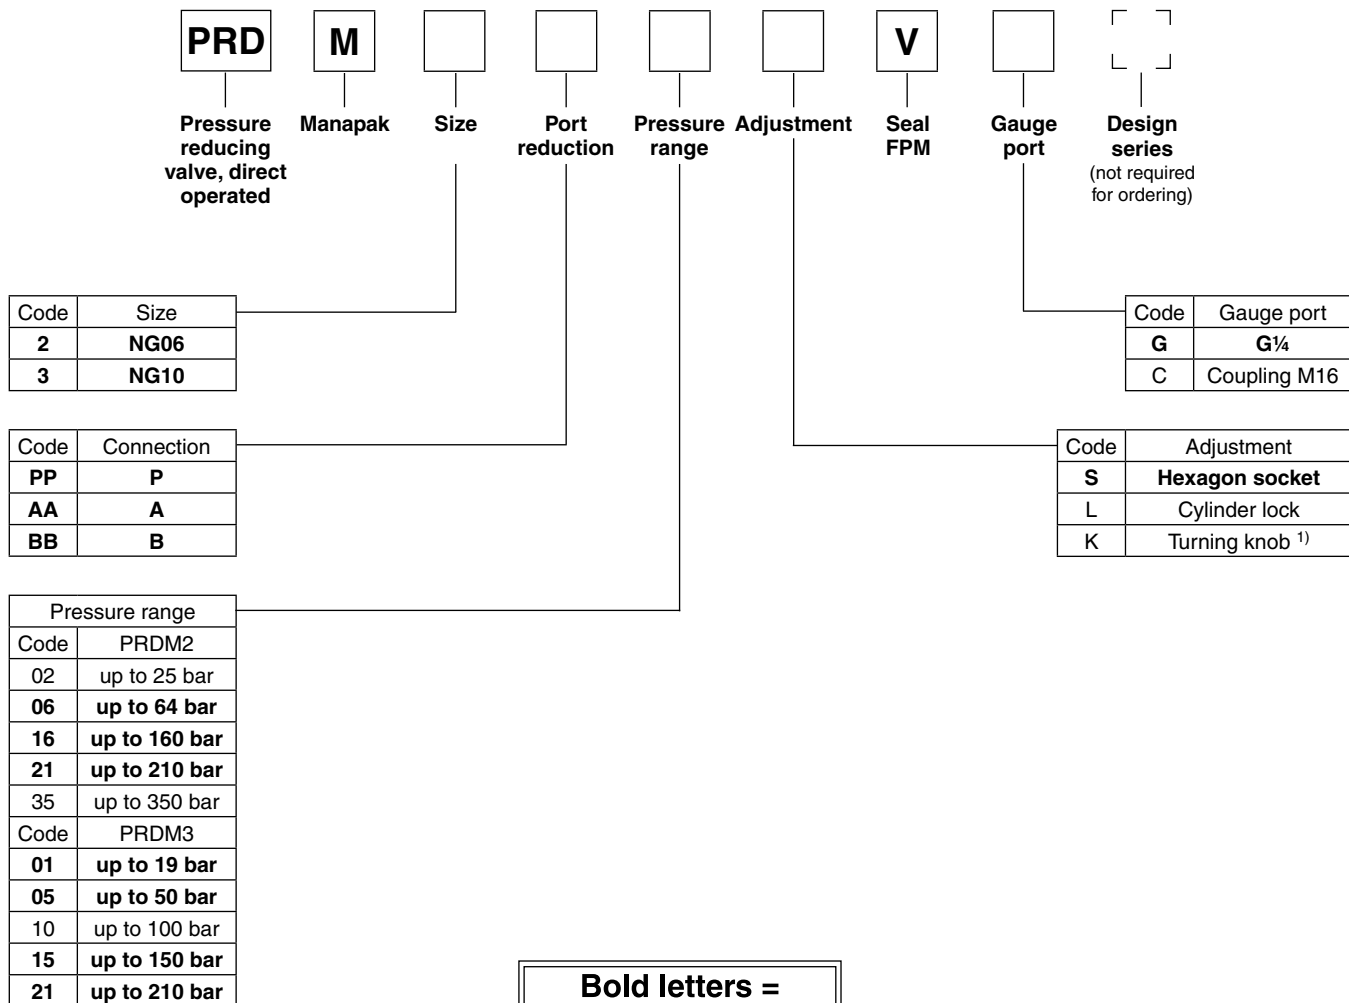 PRD M V
Pressure reducing valve, direct operated
Manapak
Size
Port reduction
Pressure range
Adjustment
Seal FPM
Gauge port
Design series
(not required for ordering)
Code Size
2 NG06
3 NG10
Code Gauge port
G G¼
C Coupling M16
Code Connection
PP P
AA A
BB B
Code Adjustment
S Hexagon socket
L Cylinder lock
K Turning knob 1)
Pressure range
Code PRDM2
02 up to 25 bar
06 up to 64 bar
16 up to 160 bar
21 up to 210 bar
35 up to 350 bar
Code PRDM3
01 up to 19 bar
05 up to 50 bar
10 up to 100 bar
15 up to 150 bar
21 up to 210 bar
Bold letters =